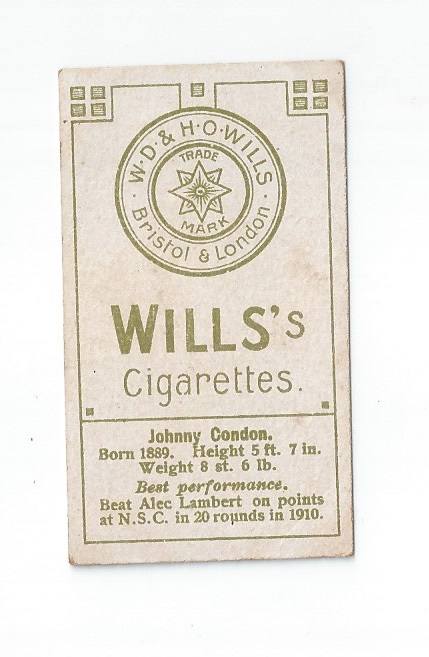 W·D·&·H·O·WILLS·
Bristol & London
TRADE
MARK
WILLS's
Cigarettes.
Johnny Condon.
Born 1889. Height 5 ft. 7 in.
Weight 8 st. 6 lb.
Best performance.
Beat Alec Lambert on points
at N.S.C. in 20 rounds in 1910.